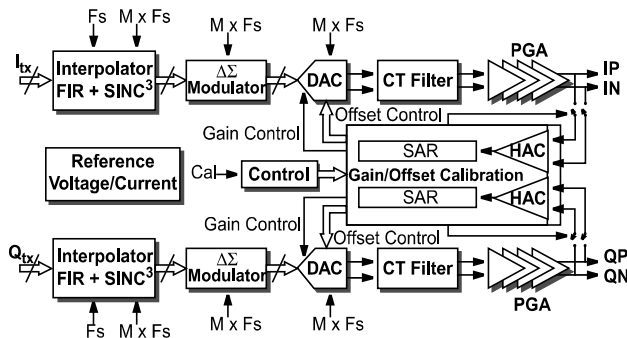 Fs M x Fs M x Fs M x Fs PGA
Itx Interpolator FIR + SINC³ ΔΣ Modulator DAC CT Filter IP IN
Gain Control Offset Control
SAR HAC
Reference Voltage/Current Cal Control Gain/Offset Calibration
SAR HAC
Gain Control Offset Control
Qtx Interpolator FIR + SINC³ ΔΣ Modulator DAC CT Filter QP QN
Fs M x Fs M x Fs M x Fs PGA